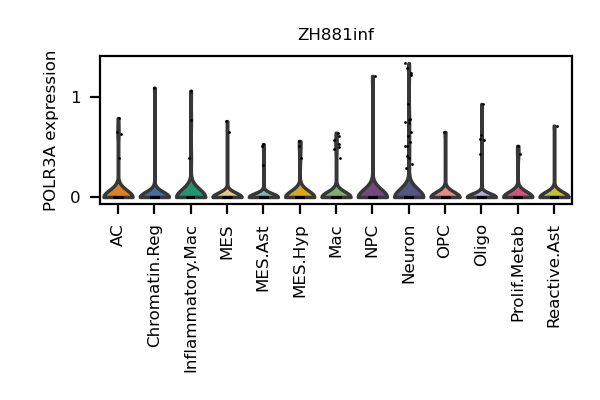 ZH881inf
POLR3A expression
1
0
AC
Chromatin.Reg
Inflammatory.Mac
MES
MES.Ast
MES.Hyp
Mac
NPC
Neuron
OPC
Oligo
Prolif.Metab
Reactive.Ast